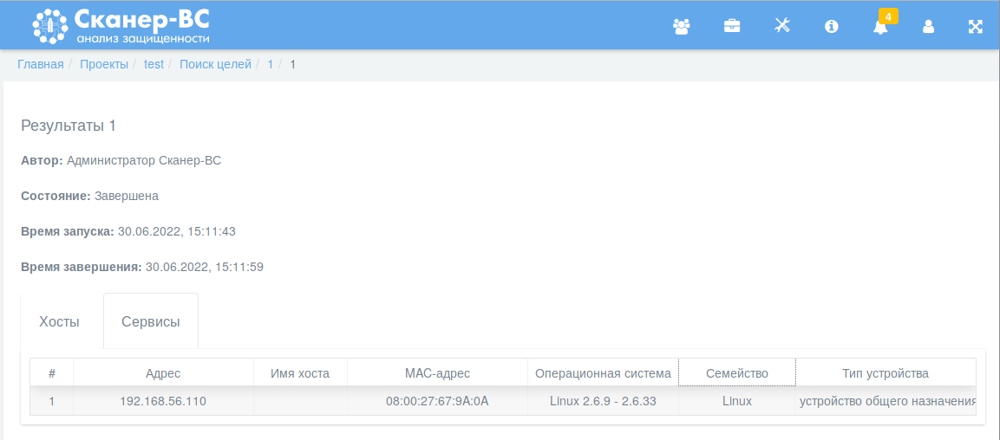 Сканер-ВС
анализ защищенности
4
Главная / Проекты / test / Поиск целей / 1 / 1
Результаты 1
Автор: Администратор Сканер-ВС
Состояние: Завершена
Время запуска: 30.06.2022, 15:11:43
Время завершения: 30.06.2022, 15:11:59
Хосты Сервисы
# Адрес Имя хоста MAC-адрес Операционная система Семейство Тип устройства
1 192.168.56.110 08:00:27:67:9A:0A Linux 2.6.9 - 2.6.33 Linux устройство общего назначения